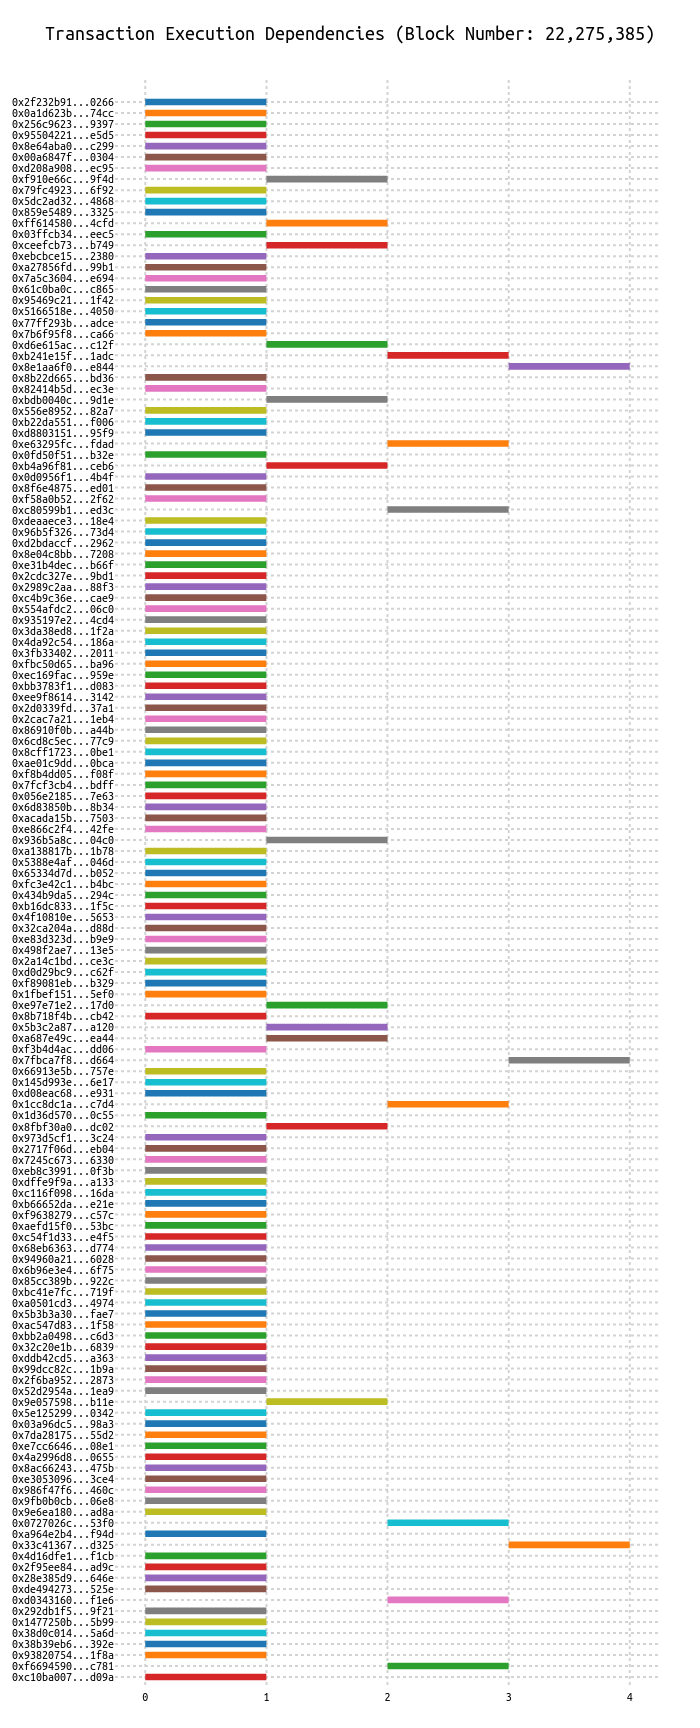 Transaction Execution Dependencies (Block Number: 22,275,385)
0x2f232b91...0266
0x0a1d623b...74cc
0x256c9623...9397
0x95504221...e5d5
0x8e64aba0...c299
0x00a6847f...0304
0xd208a908...ec95
0xf910e66c...9f4d
0x79fc4923...6f92
0x5dc2ad32...4868
0x859e5489...3325
0xff614580...4cfd
0x03ffcb34...eec5
0xceefcb73...b749
0xebcbce15...2380
0xa27856fd...99b1
0x7a5c3604...e694
0x61c0ba0c...c865
0x95469c21...1f42
0x5166518e...4050
0x77ff293b...adce
0x7b6f95f8...ca66
0xd6e615ac...c12f
0xb241e15f...1adc
0x8e1aa6f0...e844
0x8b22d665...bd36
0x82414b5d...ec3e
0xbdb0040c...9d1e
0x556e8952...82a7
0xb22da551...f006
0xd8803151...95f9
0xe63295fc...fdad
0x0fd50f51...b32e
0xb4a96f81...ceb6
0x0d0956f1...4b4f
0x8f6e4875...ed01
0xf58a0b52...2f62
0xc80599b1...ed3c
0xdeaaece3...18e4
0x96b5f326...73d4
0xd2bdaccf...2962
0x8e04c8bb...7208
0xe31b4dec...b66f
0x2cdc327e...9bd1
0x2989c2aa...88f3
0xc4b9c36e...cae9
0x554afdc2...06c0
0x935197e2...4cd4
0x3da38ed8...1f2a
0x4da92c54...186a
0x3fb33402...2011
0xfbc50d65...ba96
0xec169fac...959e
0xbb3783f1...d083
0xee9f8614...3142
0x2d0339fd...37a1
0x2cac7a21...1eb4
0x86910f0b...a44b
0x6cd8c5ec...77c9
0x8cff1723...0be1
0xae01c9dd...0bca
0xf8b4dd05...f08f
0x7fcf3cb4...bdff
0x056e2185...7e63
0x6d83850b...8b34
0xacada15b...7503
0xe866c2f4...42fe
0x936b5a8c...04c0
0xa138817b...1b78
0x5388e4af...046d
0x65334d7d...b052
0xfc3e42c1...b4bc
0x434b9da5...294c
0xb16dc833...1f5c
0x4f10810e...5653
0x32ca204a...d88d
0xe83d323d...b9e9
0x498f2ae7...13e5
0x2a14c1bd...ce3c
0xd0d29bc9...c62f
0xf89081eb...b329
0x1fbef151...5ef0
0xe97e71e2...17d0
0x8b718f4b...cb42
0x5b3c2a87...a120
0xa687e49c...ea44
0xf3b4d4ac...dd06
0x7fbca7f8...d664
0x66913e5b...757e
0x145d993e...6e17
0xd08eac68...e931
0x1cc8dc1a...c7d4
0x1d36d570...0c55
0x8fbf30a0...dc02
0x973d5cf1...3c24
0x2717f06d...eb04
0x7245c673...6330
0xeb8c3991...0f3b
0xdffe9f9a...a133
0xc116f098...16da
0xb66652da...e21e
0xf9638279...c57c
0xaefd15f0...53bc
0xc54f1d33...e4f5
0x68eb6363...d774
0x94960a21...6028
0x6b96e3e4...6f75
0x85cc389b...922c
0xbc41e7fc...719f
0xa0501cd3...4974
0x5b3b3a30...fae7
0xac547d83...1f58
0xbb2a0498...c6d3
0x32c20e1b...6839
0xddb42cd5...a363
0x99dcc82c...1b9a
0x2f6ba952...2873
0x52d2954a...1ea9
0x9e057598...b11e
0x5e125299...0342
0x03a96dc5...98a3
0x7da28175...55d2
0xe7cc6646...08e1
0x4a2996d8...0655
0x8ac66243...475b
0xe3053096...3ce4
0x986f47f6...460c
0x9fb0b0cb...06e8
0x9e6ea180...ad8a
0x0727026c...53f0
0xa964e2b4...f94d
0x33c41367...d325
0x4d16dfe1...f1cb
0x2f95ee84...ad9c
0x28e385d9...646e
0xde494273...525e
0xd0343160...f1e6
0x292db1f5...9f21
0x1477250b...5b99
0x38d0c014...5a6d
0x38b39eb6...392e
0x93820754...1f8a
0xf6694590...c781
0xc10ba007...d09a
0 1 2 3 4